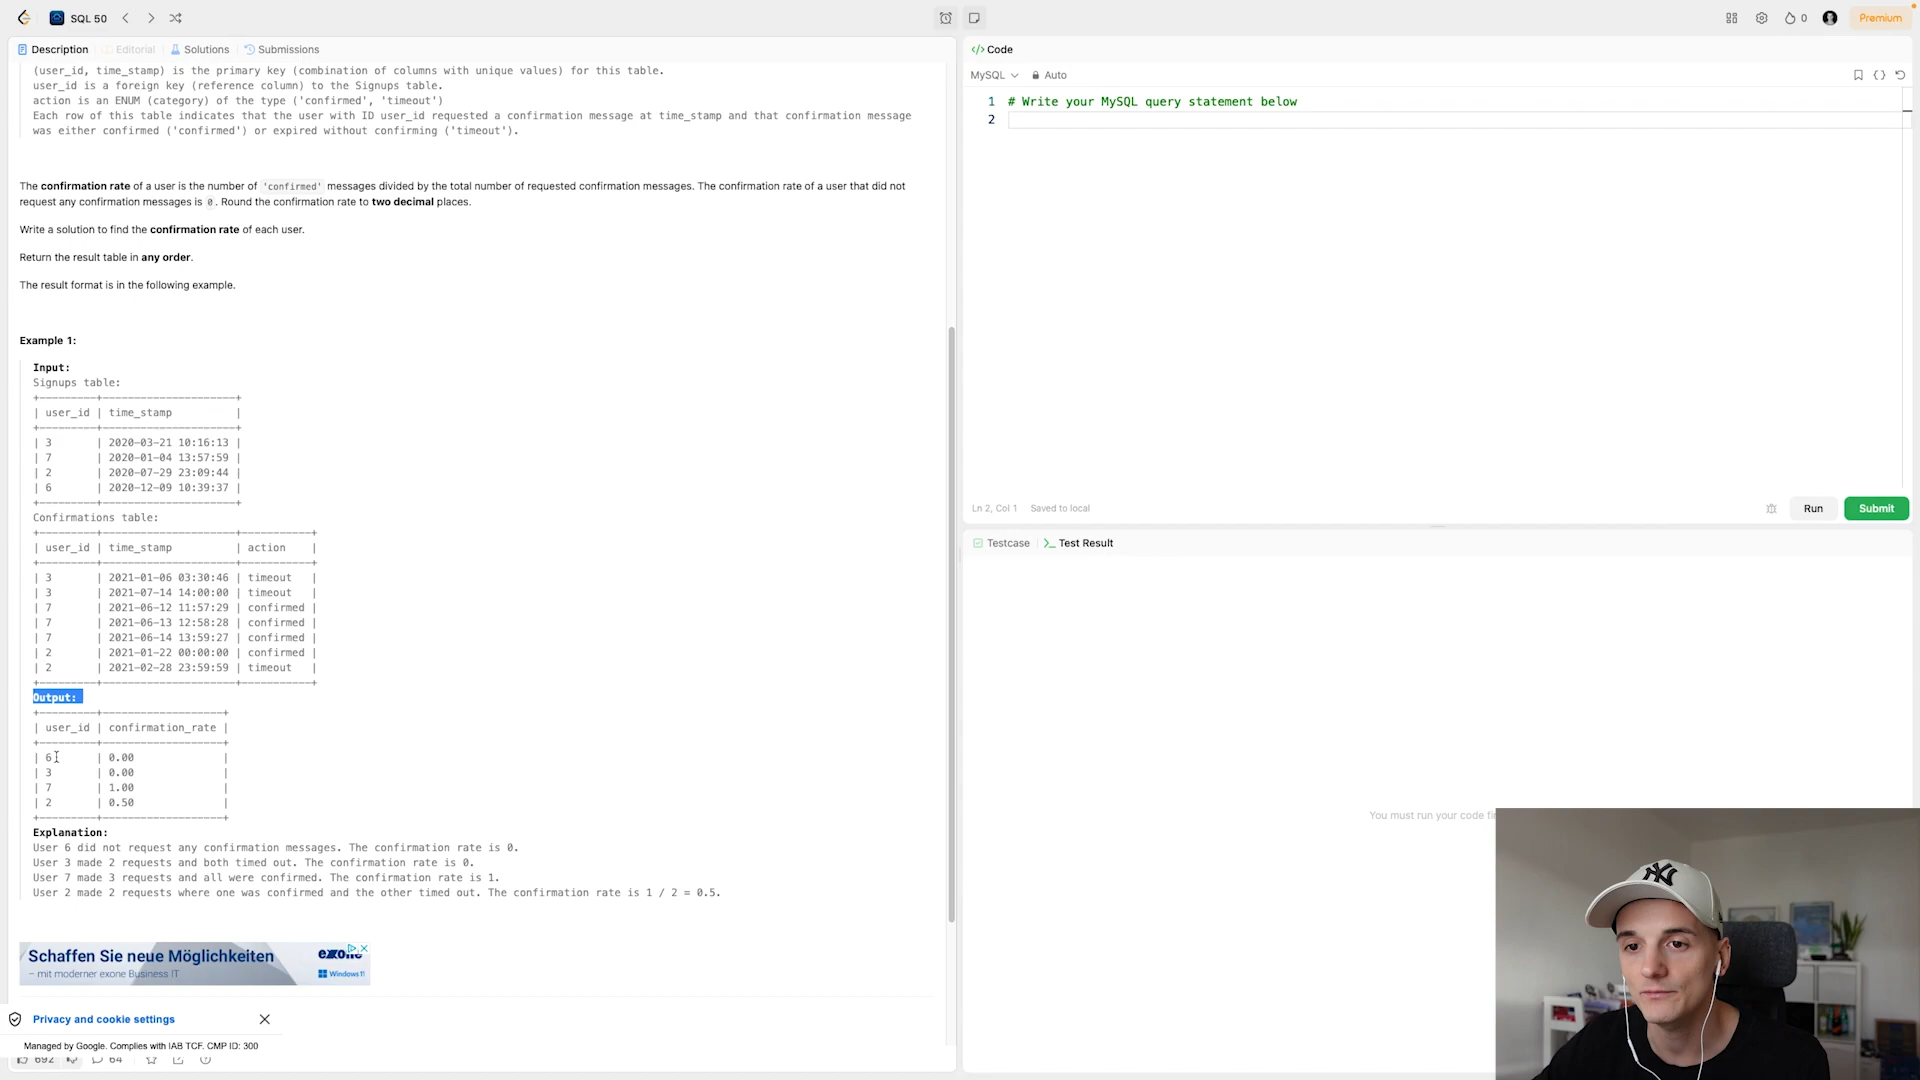 SQL 50
0
Premium
Description
Editorial
Solutions
Submissions
(user_id, time_stamp) is the primary key (combination of columns with unique values) for this table.
user_id is a foreign key (reference column) to the Signups table.
action is an ENUM (category) of the type ('confirmed', 'timeout')
Each row of this table indicates that the user with ID user_id requested a confirmation message at time_stamp and that confirmation message
was either confirmed ('confirmed') or expired without confirming ('timeout').
The confirmation rate of a user is the number of 'confirmed' messages divided by the total number of requested confirmation messages. The confirmation rate of a user that did not
request any confirmation messages is 0. Round the confirmation rate to two decimal places.
Write a solution to find the confirmation rate of each user.
Return the result table in any order.
The result format is in the following example.
Example 1:
Input:
Signups table:
+---------+---------------------+
| user_id | time_stamp          |
+---------+---------------------+
| 3       | 2020-03-21 10:16:13 |
| 7       | 2020-01-04 13:57:59 |
| 2       | 2020-07-29 23:09:44 |
| 6       | 2020-12-09 10:39:37 |
+---------+---------------------+
Confirmations table:
+---------+---------------------+-----------+
| user_id | time_stamp          | action    |
+---------+---------------------+-----------+
| 3       | 2021-01-06 03:30:46 | timeout   |
| 3       | 2021-07-14 14:00:00 | timeout   |
| 7       | 2021-06-12 11:57:29 | confirmed |
| 7       | 2021-06-13 12:58:28 | confirmed |
| 7       | 2021-06-14 13:59:27 | confirmed |
| 2       | 2021-01-22 00:00:00 | confirmed |
| 2       | 2021-02-28 23:59:59 | timeout   |
+---------+---------------------+-----------+
Output:
+---------+-------------------+
| user_id | confirmation_rate |
+---------+-------------------+
| 6       | 0.00              |
| 3       | 0.00              |
| 7       | 1.00              |
| 2       | 0.50              |
+---------+-------------------+
Explanation:
User 6 did not request any confirmation messages. The confirmation rate is 0.
User 3 made 2 requests and both timed out. The confirmation rate is 0.
User 7 made 3 requests and all were confirmed. The confirmation rate is 1.
User 2 made 2 requests where one was confirmed and the other timed out. The confirmation rate is 1 / 2 = 0.5.
Schaffen Sie neue Möglichkeiten
– mit moderner exone Business IT
exone
Windows 11
Privacy and cookie settings
Managed by Google. Complies with IAB TCF. CMP ID: 300
692
64
</> Code
MySQL
Auto
1 # Write your MySQL query statement below
2
Ln 2, Col 1
Saved to local
Run
Submit
Testcase
Test Result
You must run your code
NY